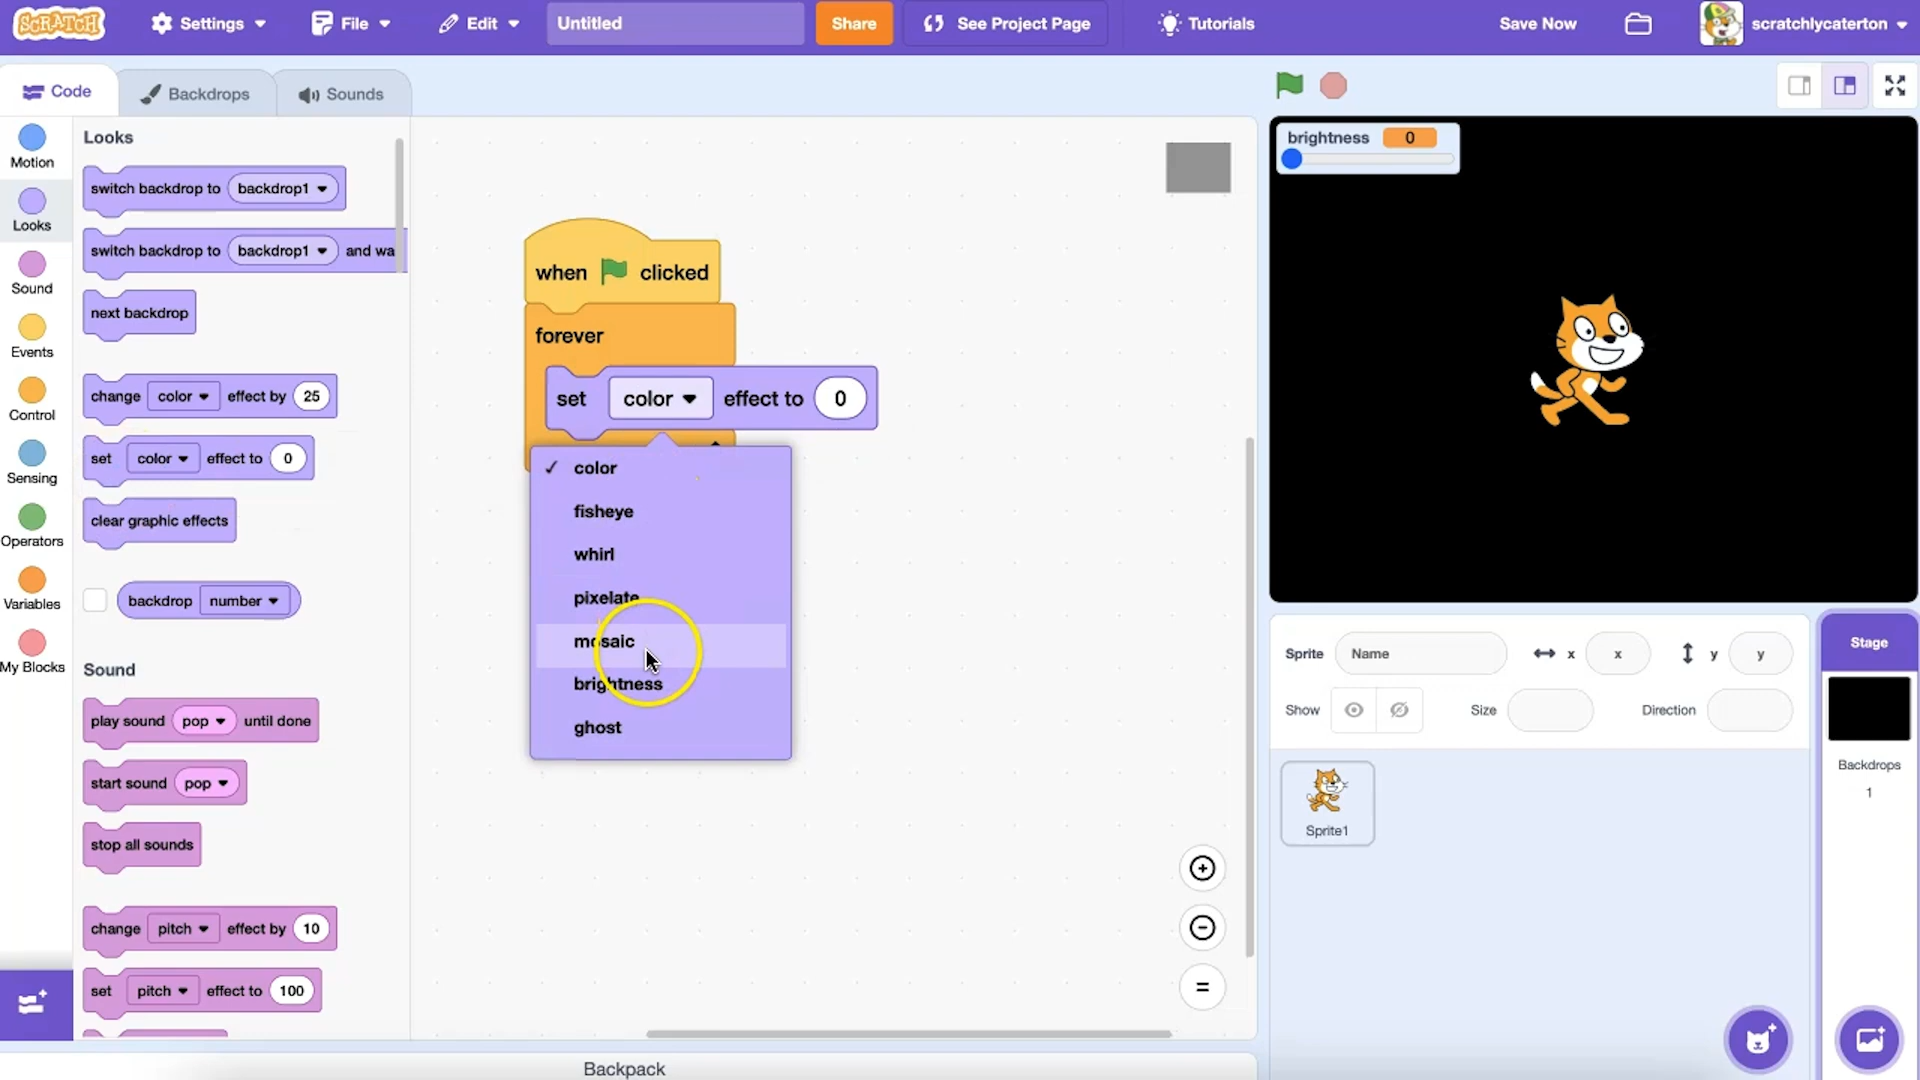 SCRATCH
Settings
File
Edit
Untitled
Share
See Project Page
Tutorials
Save Now
scratchlycaterton
Code
Backdrops
Sounds
Motion
Looks
Sound
Events
Control
Sensing
Operators
Variables
My Blocks
Looks
switch backdrop to backdrop1
switch backdrop to backdrop1 and wa
next backdrop
change color effect by 25
set color effect to 0
clear graphic effects
backdrop number
Sound
play sound pop until done
start sound pop
stop all sounds
change pitch effect by 10
set pitch effect to 100
when clicked
forever
set color effect to 0
✓ color
fisheye
whirl
pixelate
mosaic
brightness
ghost
Backpack
brightness 0
Sprite Name x x y y
Show Size Direction
Sprite1
Stage
Backdrops
1